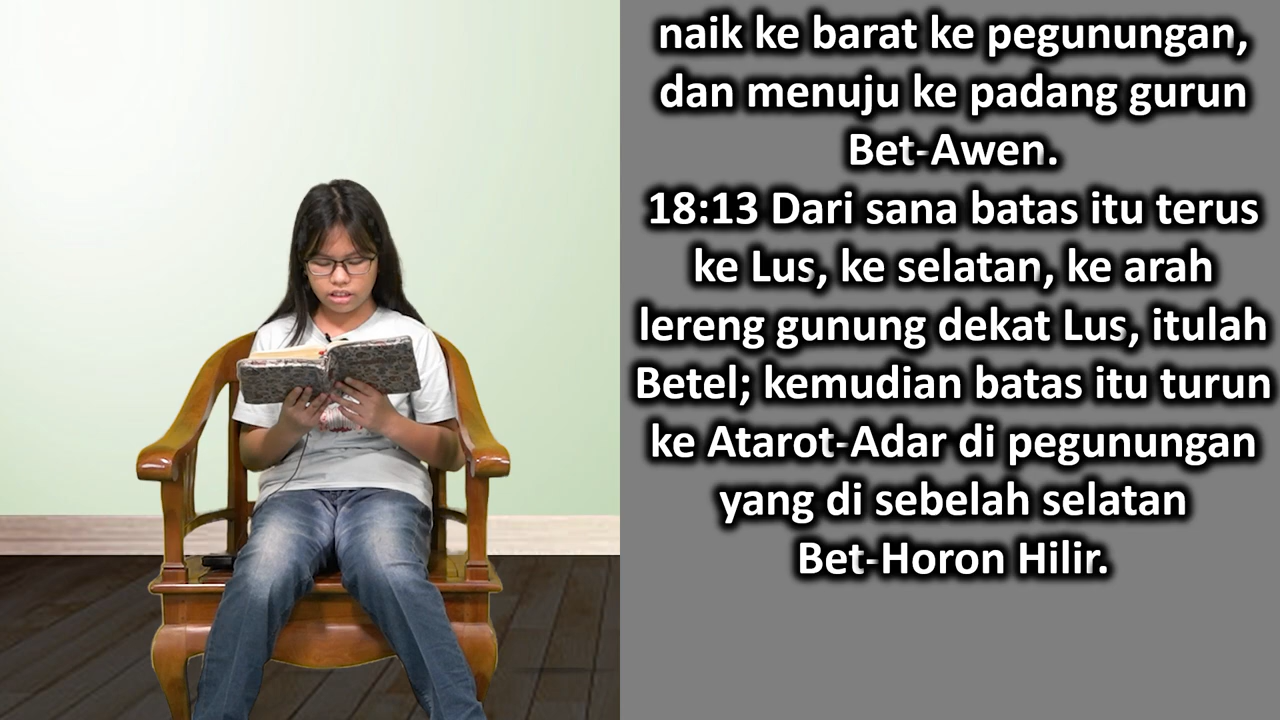 naik ke barat ke pegunungan,
dan menuju ke padang gurun
Bet-Awen.
18:13 Dari sana batas itu terus
ke Lus, ke selatan, ke arah
lereng gunung dekat Lus, itulah
Betel; kemudian batas itu turun
ke Atarot-Adar di pegunungan
yang di sebelah selatan
Bet-Horon Hilir.